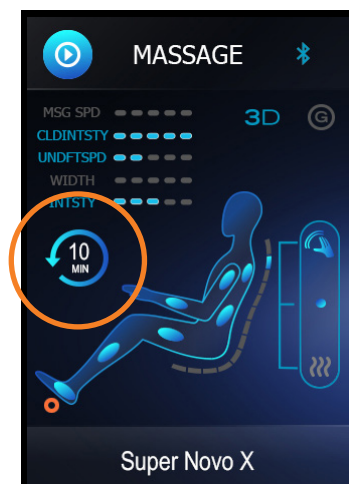 MASSAGE
MSG SPD
3D
G
CLDINTSTY
UNDFTSPD
WIDTH
INTSTY
10
MIN
Super Novo X